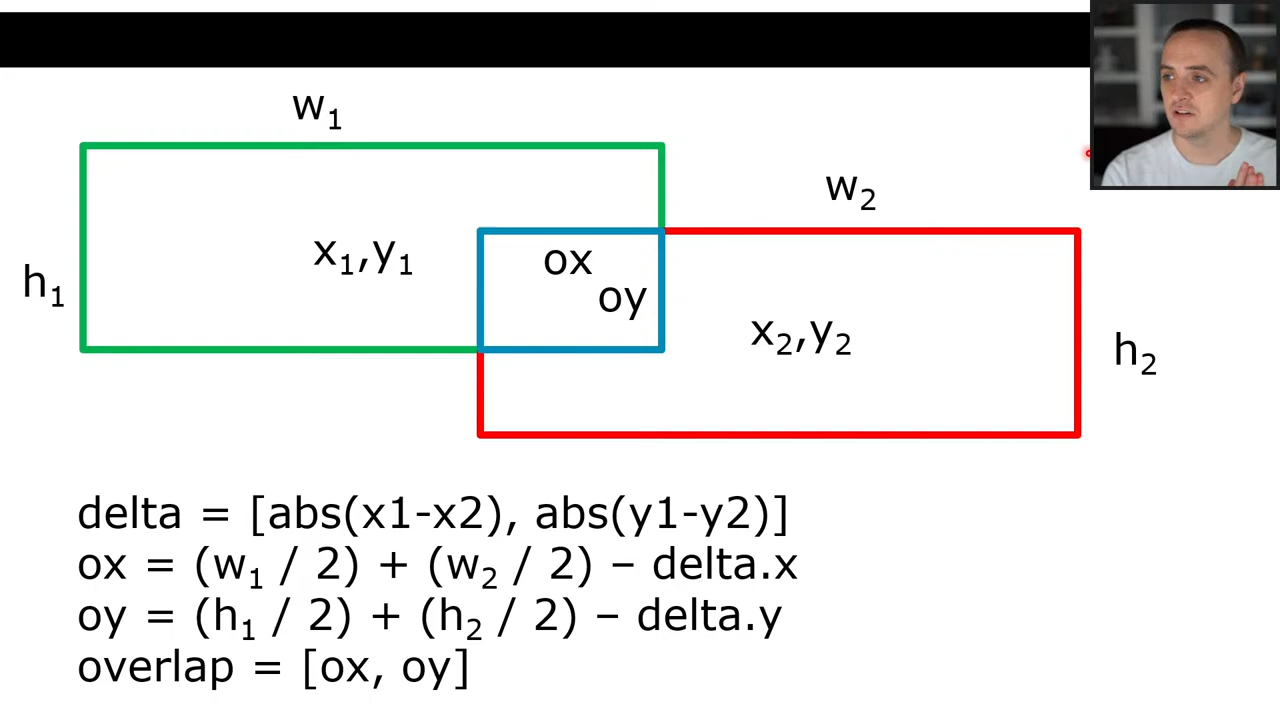 w₁
w₂
x₁,y₁
ox
oy
h₁
x₂,y₂
h₂
delta = [abs(x1-x2), abs(y1-y2)]
ox = (w₁ / 2) + (w₂ / 2) – delta.x
oy = (h₁ / 2) + (h₂ / 2) – delta.y
overlap = [ox, oy]